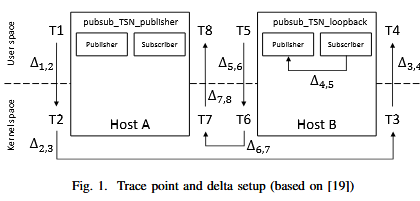 User space
Kernelspace
T1
pubsub_TSN_publisher
T8
T5
pubsub_TSN_loopback
T4
Publisher
Subscriber
Publisher
Subscriber
Δ1,2
Δ5,6
Δ3,4
Δ4,5
Δ7,8
T2
Host A
T7
T6
Host B
T3
Δ2,3
Δ6,7
Fig. 1. Trace point and delta setup (based on [19])